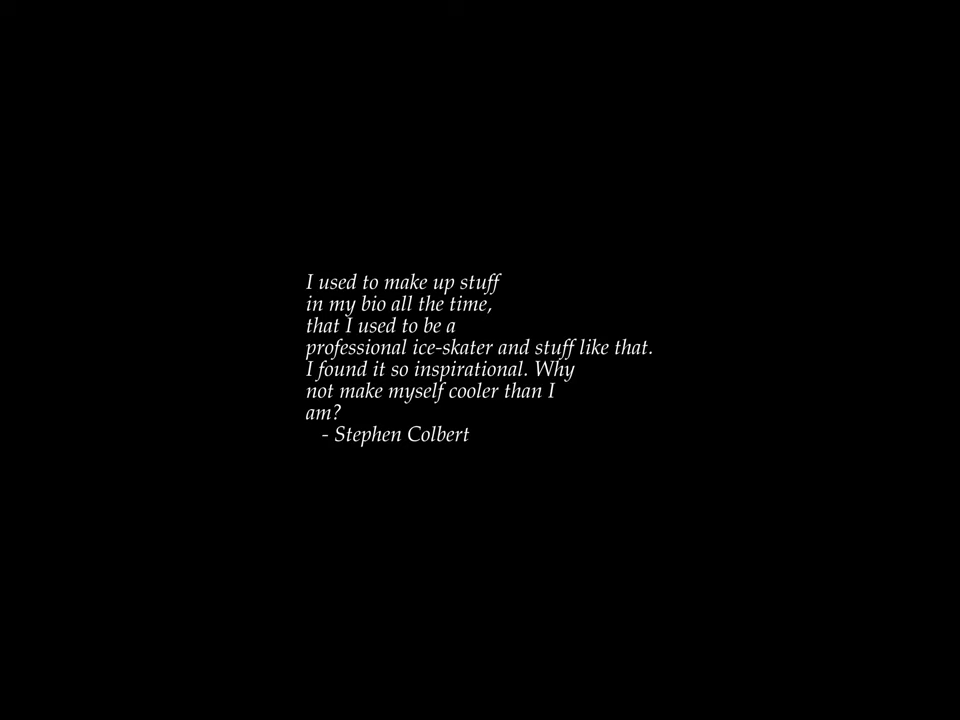 I used to make up stuff
in my bio all the time,
that I used to be a
professional ice-skater and stuff like that.
I found it so inspirational. Why
not make myself cooler than I
am?
- Stephen Colbert